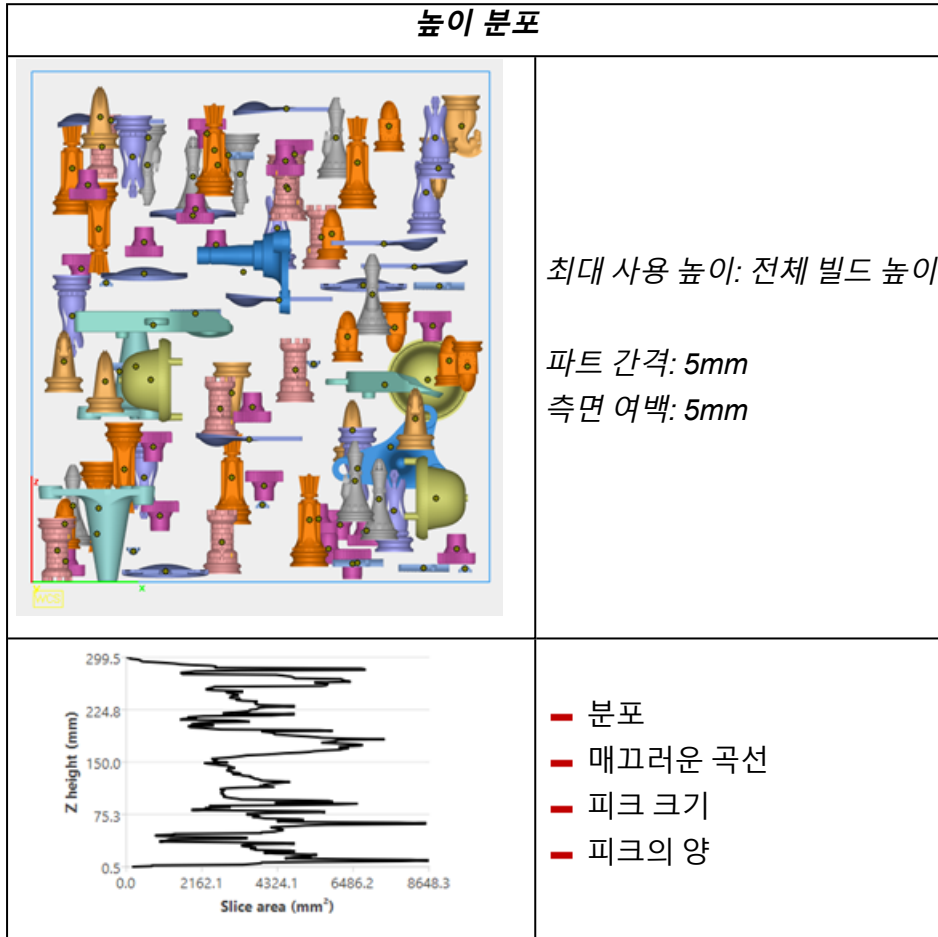 높이 분포
z
x
y
WCS
최대 사용 높이: 전체 빌드 높이
파트 간격: 5mm
측면 여백: 5mm
299.5
224.8
150.0
75.3
0.5
Z height (mm)
0.0 2162.1 4324.1 6486.2 8648.3
Slice area (mm²)
분포
매끄러운 곡선
피크 크기
피크의 양